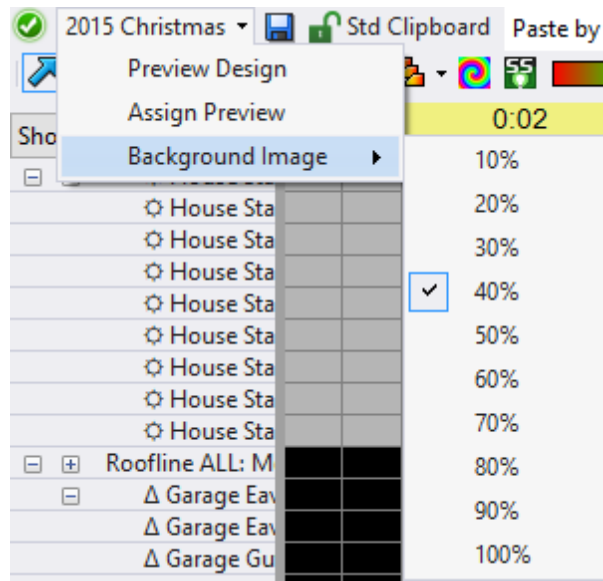 2015 Christmas Std Clipboard Paste by
Preview Design
Assign Preview
Background Image
Sho
0:02
10%
20%
30%
40%
50%
60%
70%
80%
90%
100%
House Sta
House Sta
House Sta
House Sta
House Sta
House Sta
House Sta
House Sta
Roofline ALL: M
Δ Garage Eav
Δ Garage Eav
Δ Garage Gu
SS